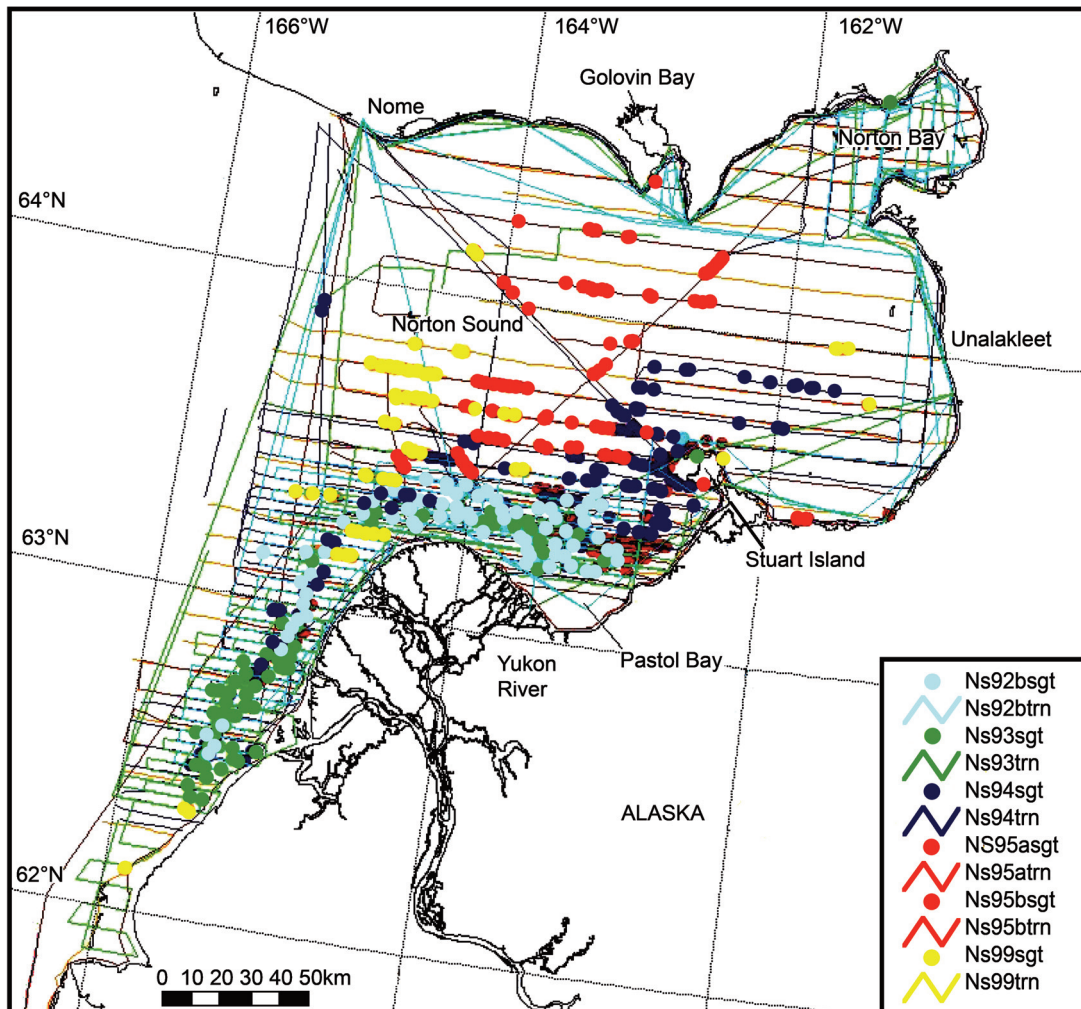 166°W
164°W
162°W
Golovin Bay
Nome
Norton Bay
64°N
Norton Sound
Unalakleet
63°N
Stuart Island
Yukon
River
Pastol Bay
ALASKA
62°N
0 10 20 30 40 50km
Ns92bsgt
Ns92btrn
Ns93sgt
Ns93trn
Ns94sgt
Ns94trn
NS95asgt
Ns95atrn
Ns95bsgt
Ns95btrn
Ns99sgt
Ns99trn